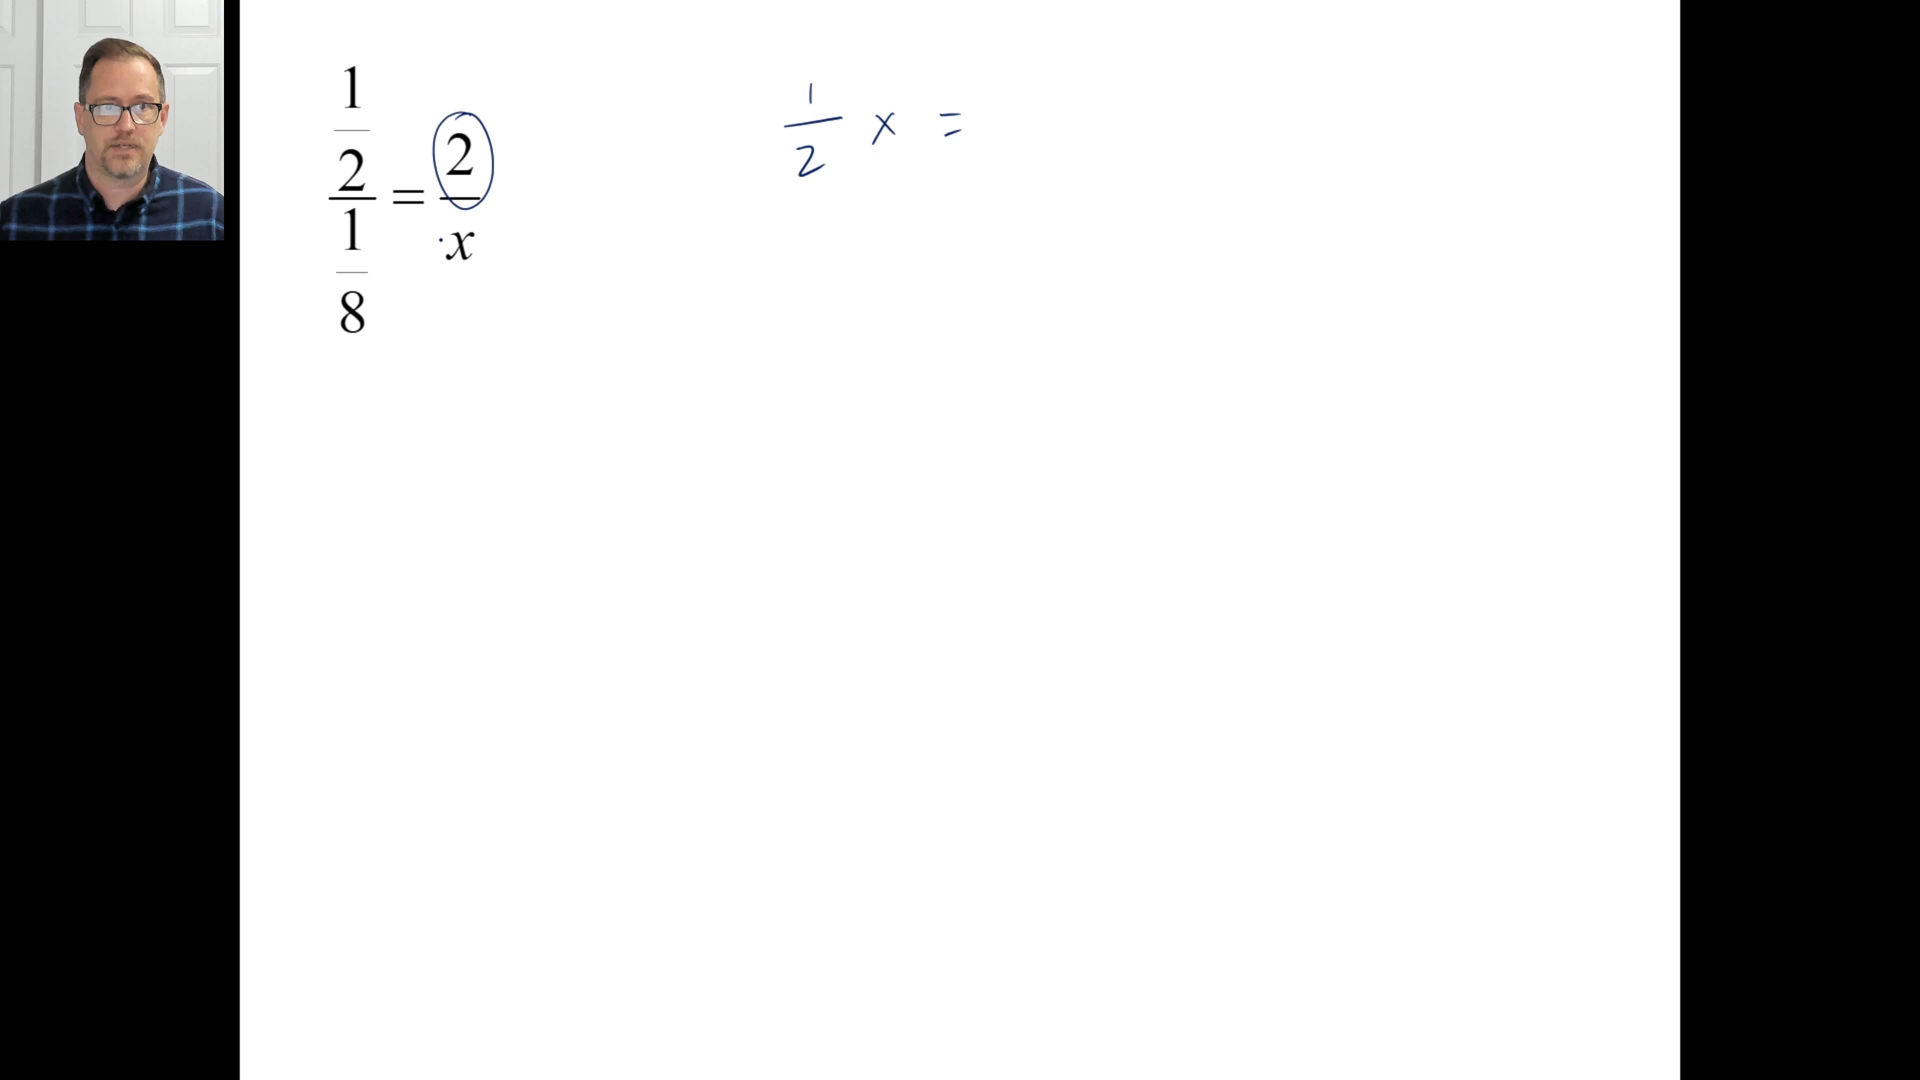 1/2 / 1/8 = 2/x
1/2 x =